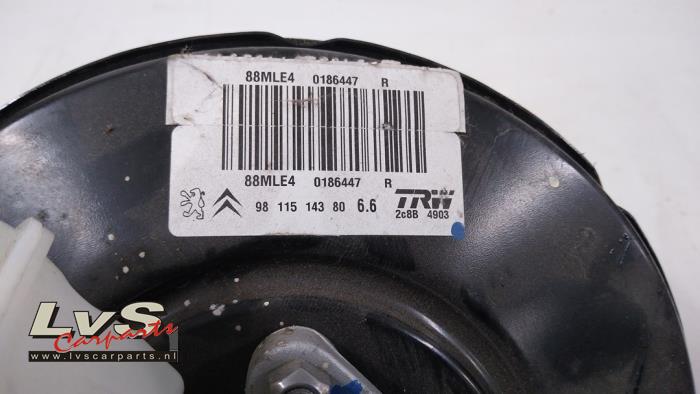 88MLE4 0186447 R
88MLE4 0186447 R
98 115 143 80 6.6
TRW
2c8B 4903
LvS
Carparts
www.lvscarparts.nl